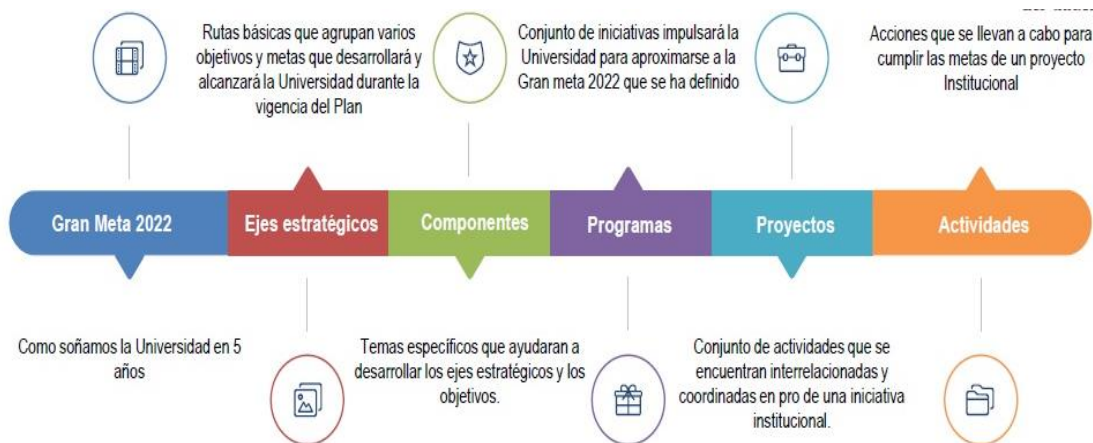 Rutas básicas que agrupan varios
objetivos y metas que desarrollará y
alcanzará la Universidad durante la
vigencia del Plan
Conjunto de iniciativas impulsará la
Universidad para aproximarse a la
Gran meta 2022 que se ha definido
Acciones que se llevan a cabo para
cumplir las metas de un proyecto
Institucional
Gran Meta 2022
Ejes estratégicos
Componentes
Programas
Proyectos
Actividades
Como soñamos la Universidad en 5
años
Temas específicos que ayudaran a
desarrollar los ejes estratégicos y los
objetivos.
Conjunto de actividades que se
encuentran interrelacionadas y
coordinadas en pro de una iniciativa
institucional.